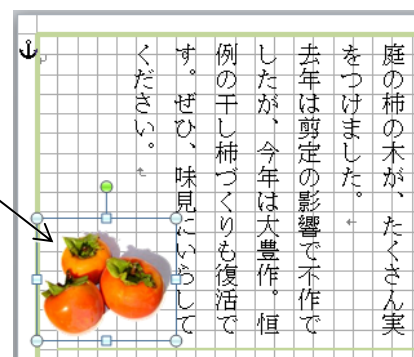 庭の柿の木が、たくさん実
をつけました。
去年は剪定の影響で不作で
したが、今年は大豊作。恒
例の干し柿づくりも復活で
す。ぜひ、味見にいらして
ください。